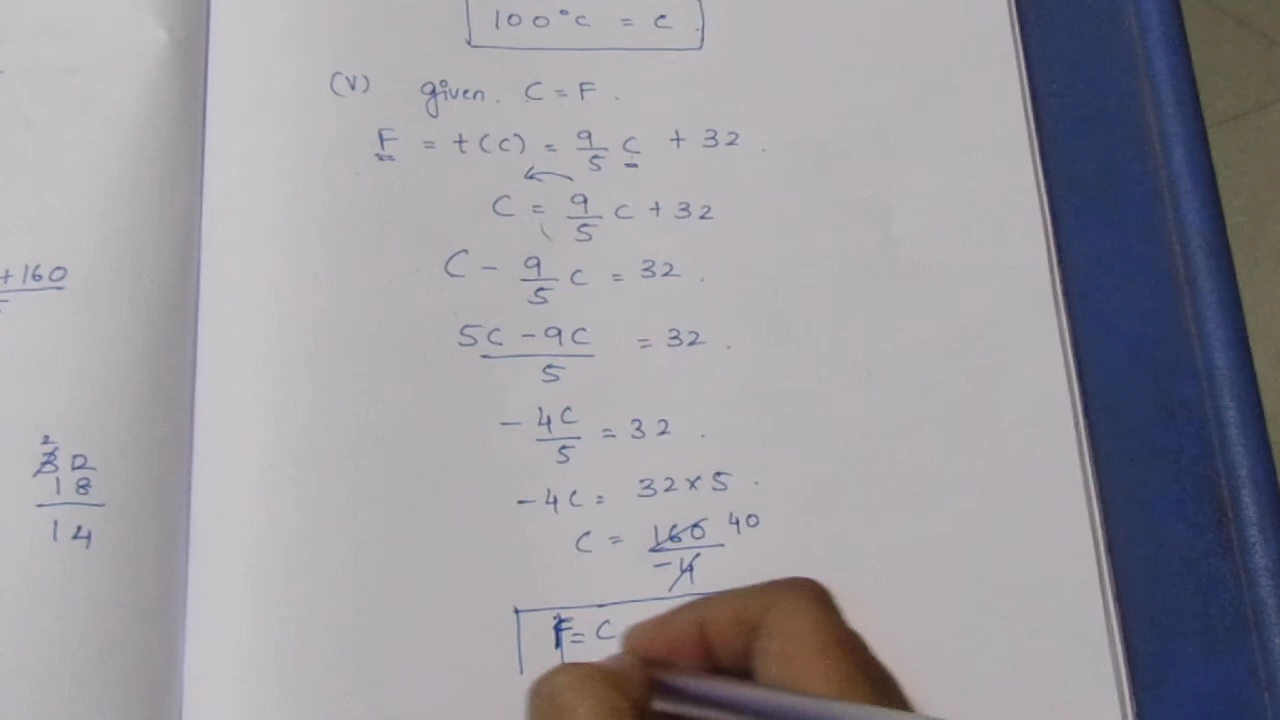 100°C = C.
(V) given. C = F.
F = t(C) = 9/5 C + 32.
C = 9/5 C + 32
C - 9/5 C = 32.
5C - 9C / 5 = 32.
- 4C/5 = 32.
-4C = 32 × 5.
C = 160/-4 40
F = C
+160
2
32
18
14